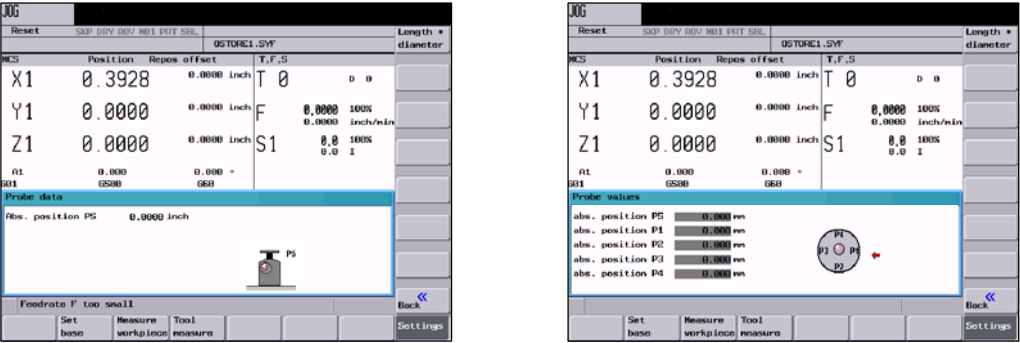 JOG
Reset SKP DRY ROV M01 PRT SBL
QSTORE1.SYF
Length +
diameter
MCS Position Repos offset T,F,S
X1 0.3928 0.0000 inch T 0 D 0
Y1 0.0000 0.0000 inch F 0.0000 100%
0.0000 inch/min
Z1 0.0000 0.0000 inch S1 0.0 100%
0.0 I
A1 0.000 0.000 °
G01 G500 G60
Probe data
Abs. position P5 0.0000 inch
P5
Feedrate F too small
Back
Set
base
Measure
workpiece
Tool
measure
Settings
JOG
Reset SKP DRY ROV M01 PRT SBL
QSTORE1.SYF
Length +
diameter
MCS Position Repos offset T,F,S
X1 0.3928 0.0000 inch T 0 D 0
Y1 0.0000 0.0000 inch F 0.0000 100%
0.0000 inch/min
Z1 0.0000 0.0000 inch S1 0.0 100%
0.0 I
A1 0.000 0.000 °
G01 G500 G60
Probe values
abs. position P5 0.000 mm
abs. position P1 0.000 mm
abs. position P2 0.000 mm
abs. position P3 0.000 mm
abs. position P4 0.000 mm
P4
P3 P1
P2
Back
Set
base
Measure
workpiece
Tool
measure
Settings